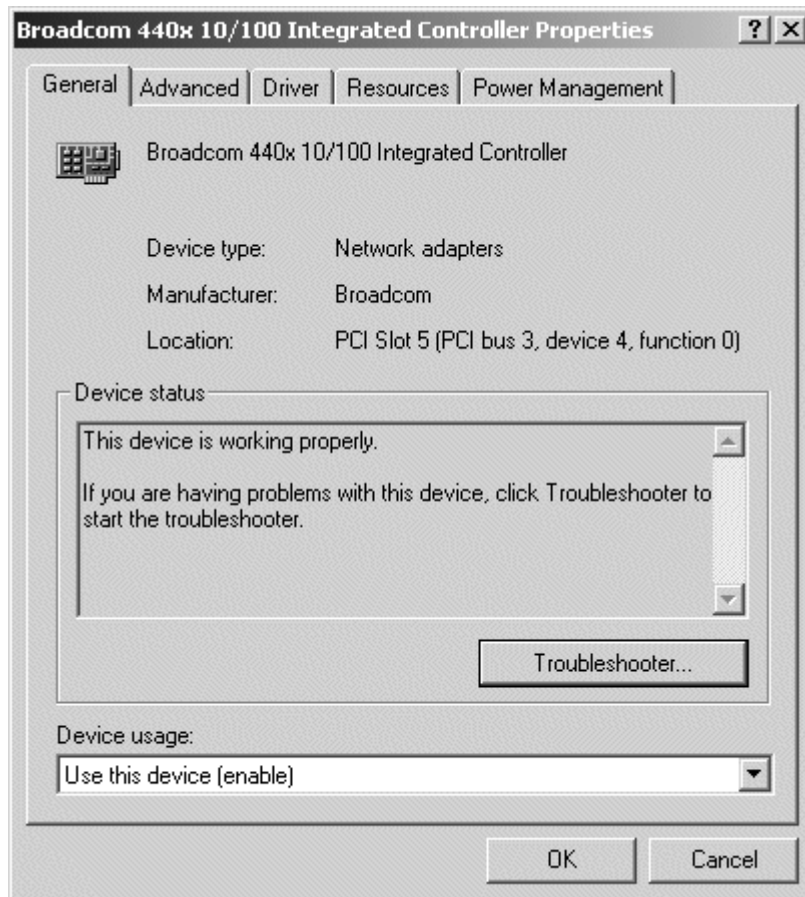 Broadcom 440x 10/100 Integrated Controller Properties
General Advanced Driver Resources Power Management
Broadcom 440x 10/100 Integrated Controller
Device type: Network adapters
Manufacturer: Broadcom
Location: PCI Slot 5 (PCI bus 3, device 4, function 0)
Device status
This device is working properly.
If you are having problems with this device, click Troubleshooter to
start the troubleshooter.
Troubleshooter...
Device usage:
Use this device (enable)
OK Cancel